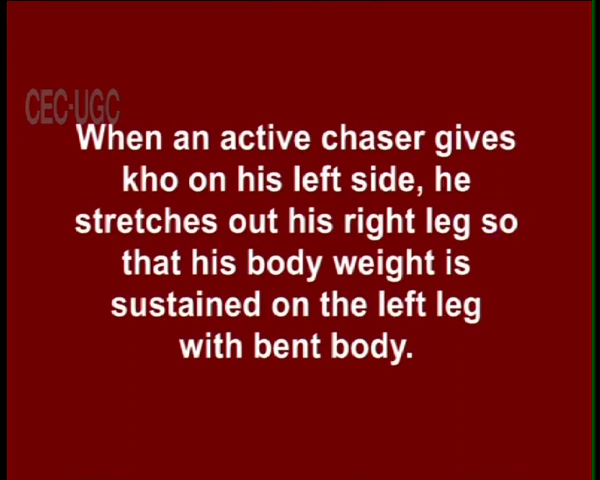 CEC-UGC
When an active chaser gives
kho on his left side, he
stretches out his right leg so
that his body weight is
sustained on the left leg
with bent body.